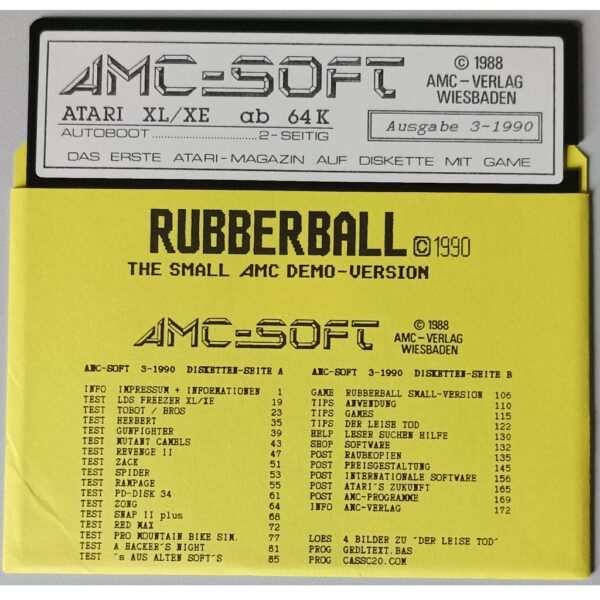 AMC-SOFT
© 1988
AMC-VERLAG
WIESBADEN
ATARI XL/XE ab 64K
AUTOBOOT..............................2-SEITIG
Ausgabe 3-1990
DAS ERSTE ATARI-MAGAZIN AUF DISKETTE MIT GAME
RUBBERBALL ©1990
THE SMALL AMC DEMO-VERSION
AMC-SOFT
© 1988
AMC-VERLAG
WIESBADEN
AMC-SOFT 3-1990 DISKETTEN-SEITE A
INFO IMPRESSUM + INFORMATIONEN 1
TEST LDS FREEZER XL/XE 19
TEST TOBOT / BROS 23
TEST HERBERT 35
TEST GUNFIGHTER 39
TEST MUTANT CAMELS 43
TEST REVENGE II 47
TEST ZACK 51
TEST SPIDER 53
TEST RAMPAGE 55
TEST PD-DISK 34 61
TEST ZONG 64
TEST SNAP II plus 68
TEST RED MAX 72
TEST PRO MOUNTAIN BIKE SIM. 77
TEST A HACKER'S NIGHT 81
TEST 's AUS ALTEN SOFT'S 85
AMC-SOFT 3-1990 DISKETTEN-SEITE B
GAME RUBBERBALL SMALL-VERSION 106
TIPS ANWENDUNG 110
TIPS GAMES 115
TIPS DER LEISE TOD 122
HELP LESER SUCHEN HILFE 130
SHOP SOFTWARE 132
POST RAUBKOPIEN 135
POST PREISGESTALTUNG 145
POST INTERNATIONALE SOFTWARE 156
POST ATARI'S ZUKUNFT 165
POST AMC-PROGRAMME 169
INFO AMC-VERLAG 172
LOES 4 BILDER ZU "DER LEISE TOD"
PROG GRDLTEXT.BAS
PROG CASSC20.COM